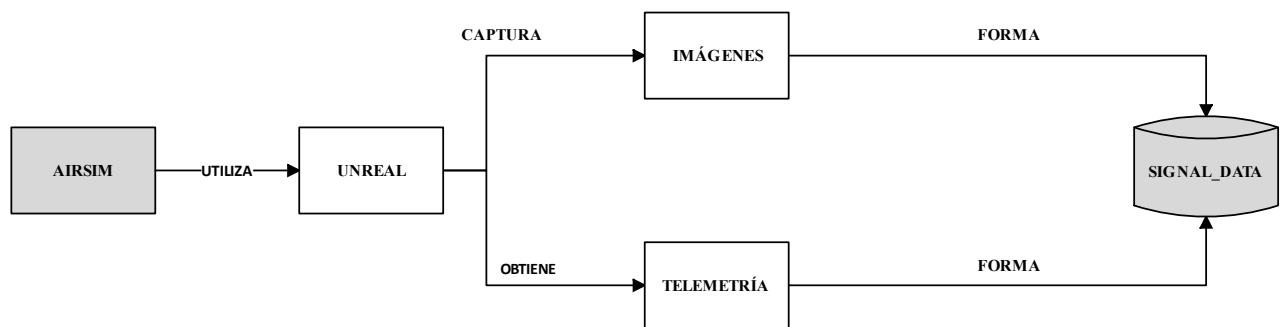 CAPTURA
IMÁGENES
FORMA
AIRSIM
UTILIZA
UNREAL
SIGNAL_DATA
OBTIENE
TELEMETRÍA
FORMA